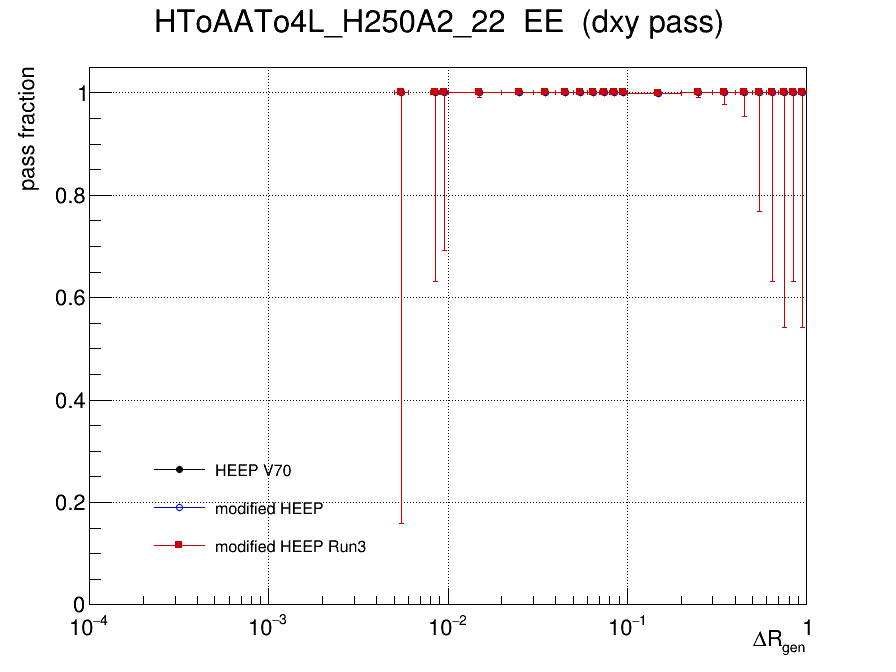 HToAATo4L_H250A2_22 EE (dxy pass)
pass fraction
1
0.8
0.6
0.4
0.2
0
HEEP V70
modified HEEP
modified HEEP Run3
10⁻⁴ 10⁻³ 10⁻² 10⁻¹ 1
ΔR_gen